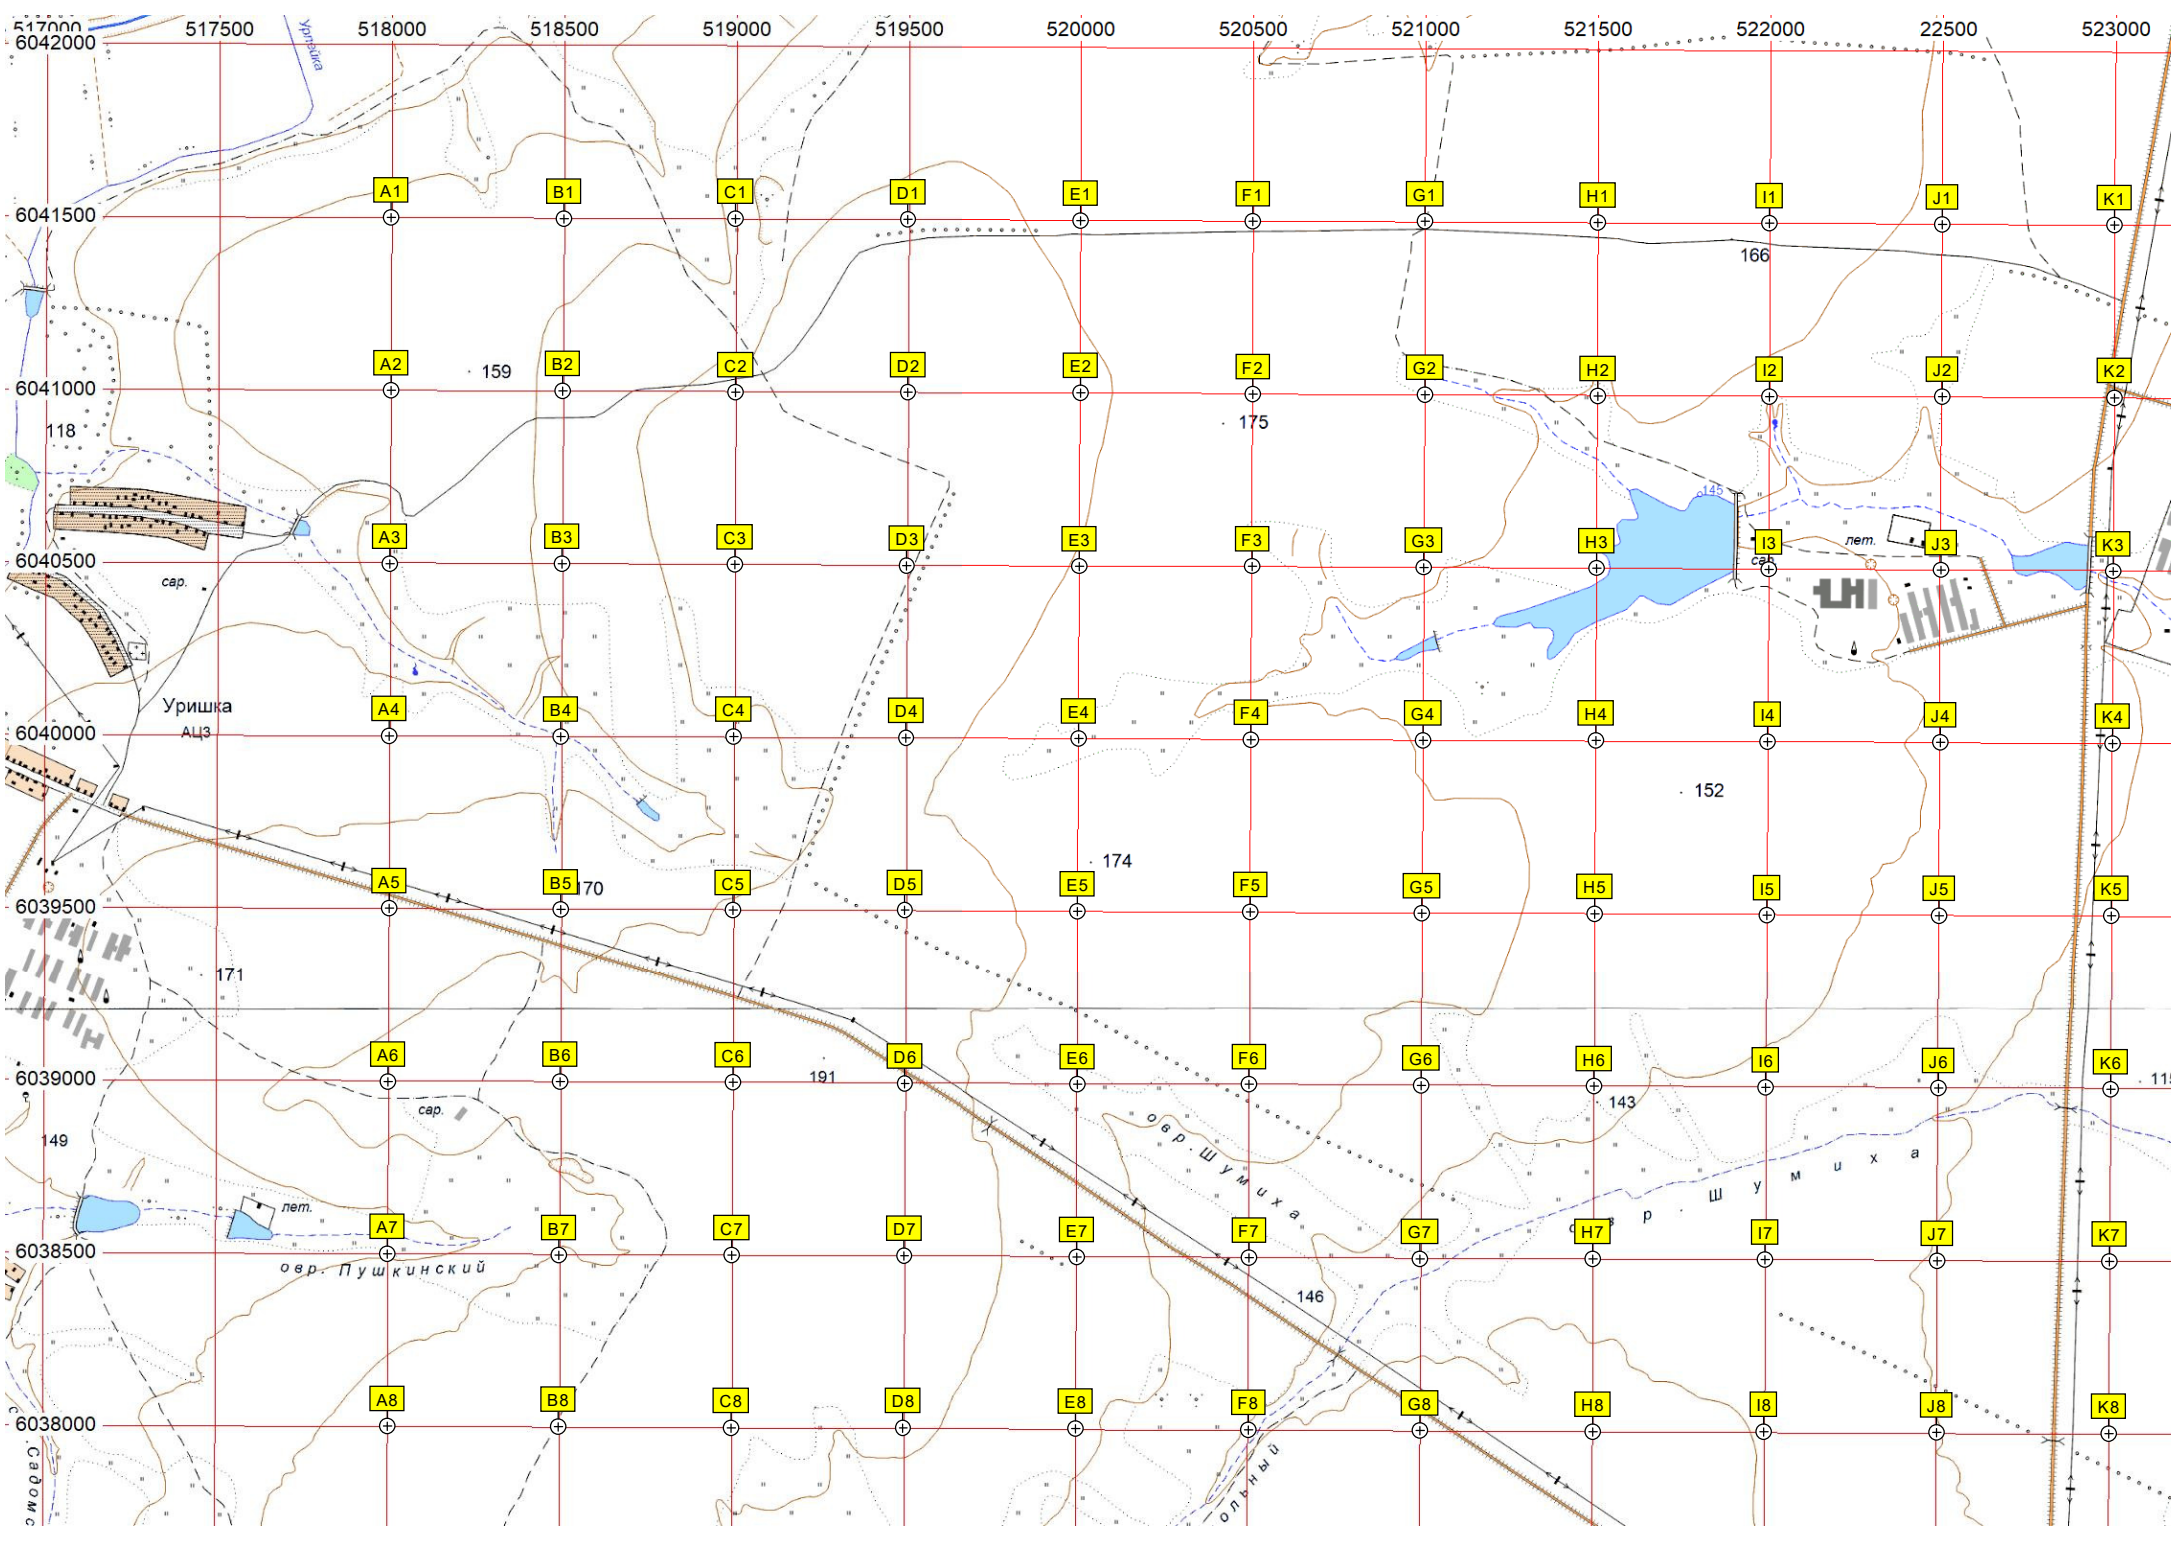 517000 517500 518000 518500 519000 519500 520000 520500 521000 521500 522000 22500 523000
6042000
Урлейка
A1 B1 C1 D1 E1 F1 G1 H1 I1 J1 K1
6041500
166
A2 B2 C2 D2 E2 F2 G2 H2 I2 J2 K2
159
6041000
118
175
145
A3 B3 C3 D3 E3 F3 G3 H3 I3 J3 K3
лет.
6040500
сар.
Уришка
АЦЗ
A4 B4 C4 D4 E4 F4 G4 H4 I4 J4 K4
6040000
152
174
A5 B5 C5 D5 E5 F5 G5 H5 I5 J5 K5
170
6039500
171
A6 B6 C6 D6 E6 F6 G6 H6 I6 J6 K6
191
6039000
сар.
143
149
овр. Шумиха
р. Шумиха
лет.
A7 B7 C7 D7 E7 F7 G7 H7 I7 J7 K7
6038500
овр. Пушкинский
146
A8 B8 C8 D8 E8 F8 G8 H8 I8 J8 K8
6038000
ольный